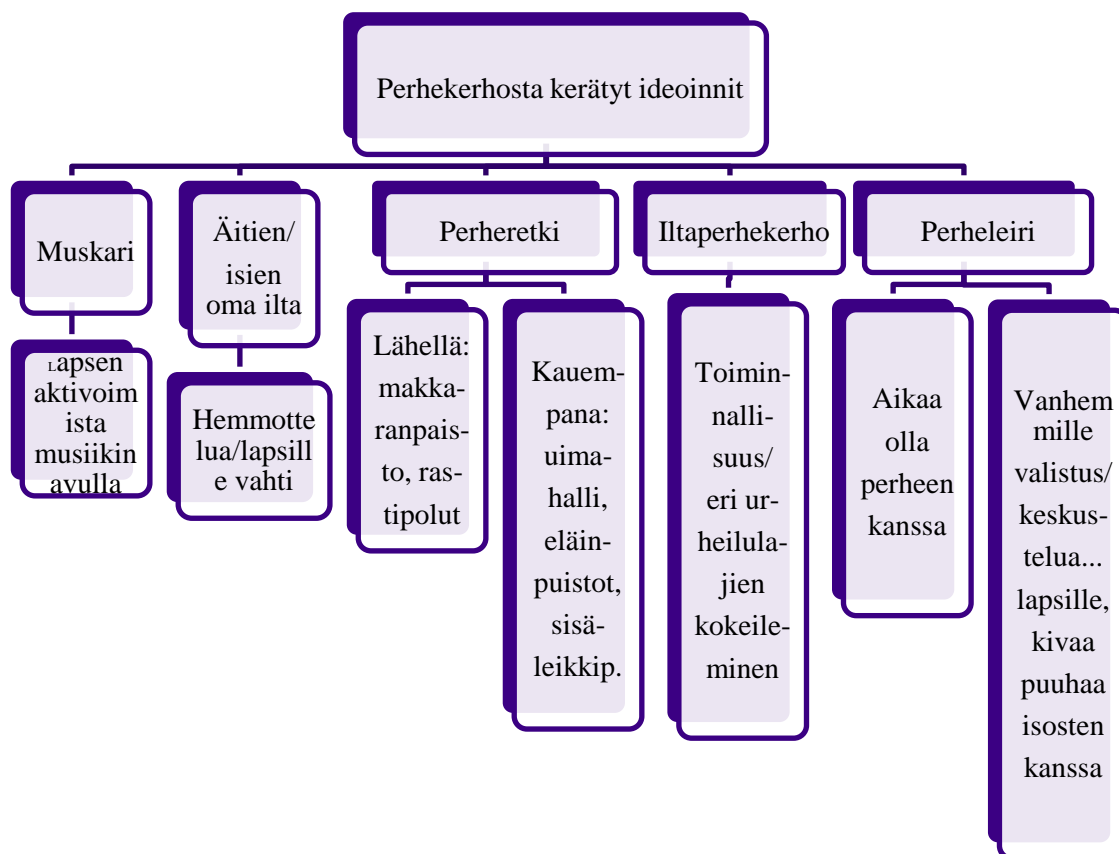 Perhekerhosta kerätyt ideoinnit
Muskari
Lapsen
aktivoim
ista
musiikin
avulla
Äitien/
isien
oma ilta
Hemmotte
lua/lapsill
e vahti
Perheretki
Lähellä:
makka-
ranpais-
to, ras-
tipolut
Kauem-
pana:
uima-
halli,
eläin-
puistot,
sisä-
leikkip.
Iltaperhekerho
Toimin-
nalli-
suus/
eri ur-
heilula-
jien
kokeile-
minen
Perheleiri
Aikaa
olla
perheen
kanssa
Vanhem
mille
valistus/
keskus-
telua...
lapsille,
kivaa
puuhaa
isosten
kanssa